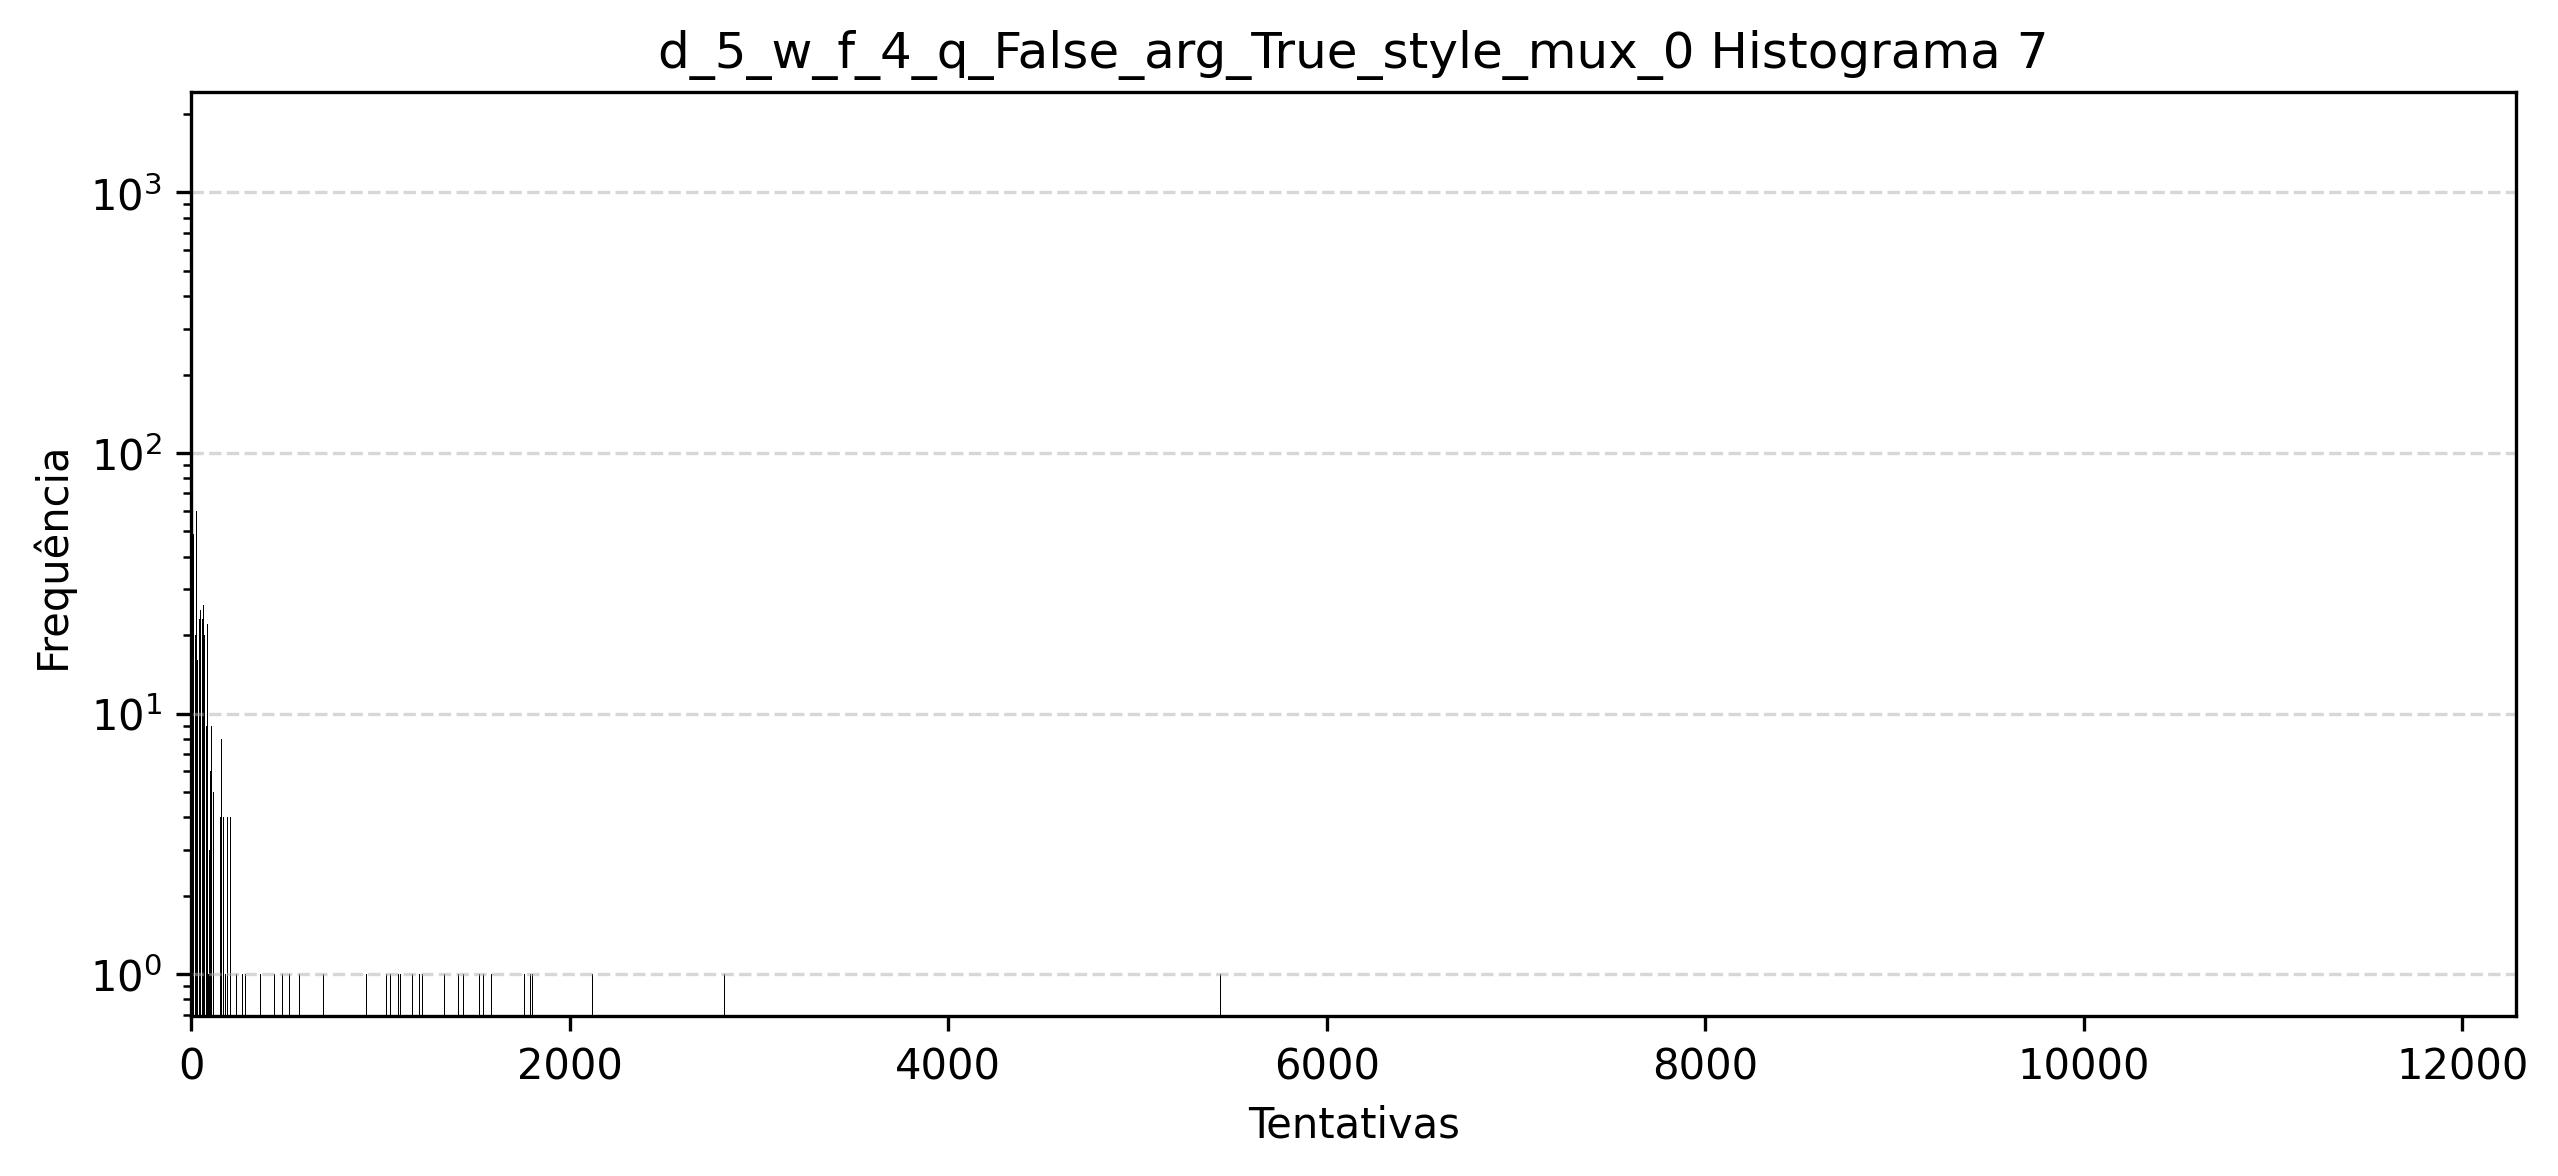 d_5_w_f_4_q_False_arg_True_style_mux_0 Histograma 7
Frequência
10³
10²
10¹
10⁰
0 2000 4000 6000 8000 10000 12000
Tentativas